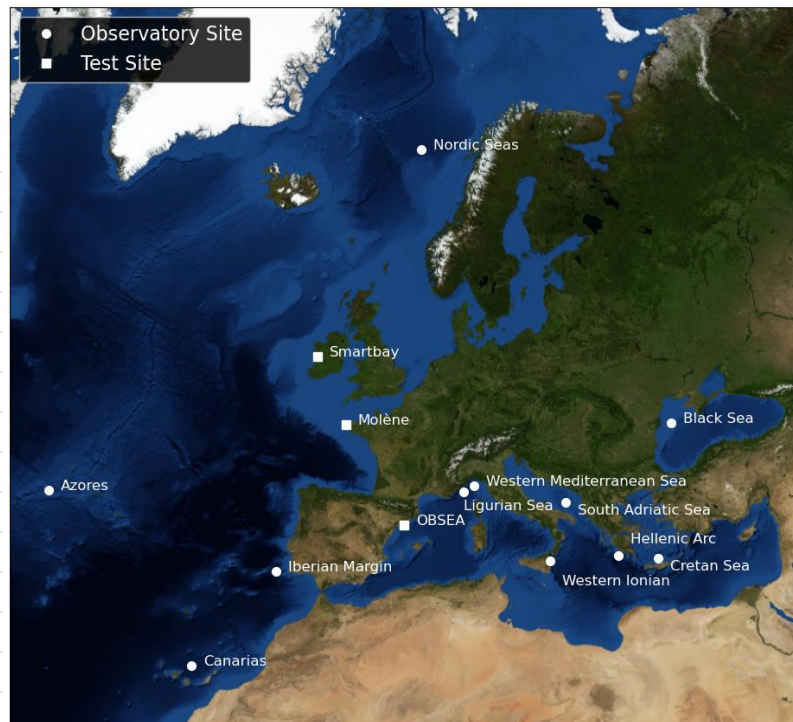 Observatory Site
Test Site
Nordic Seas
Smartbay
Molène
Black Sea
Azores
Western Mediterranean Sea
Ligurian Sea
South Adriatic Sea
OBSEA
Hellenic Arc
Iberian Margin
Cretan Sea
Western Ionian
Canarias